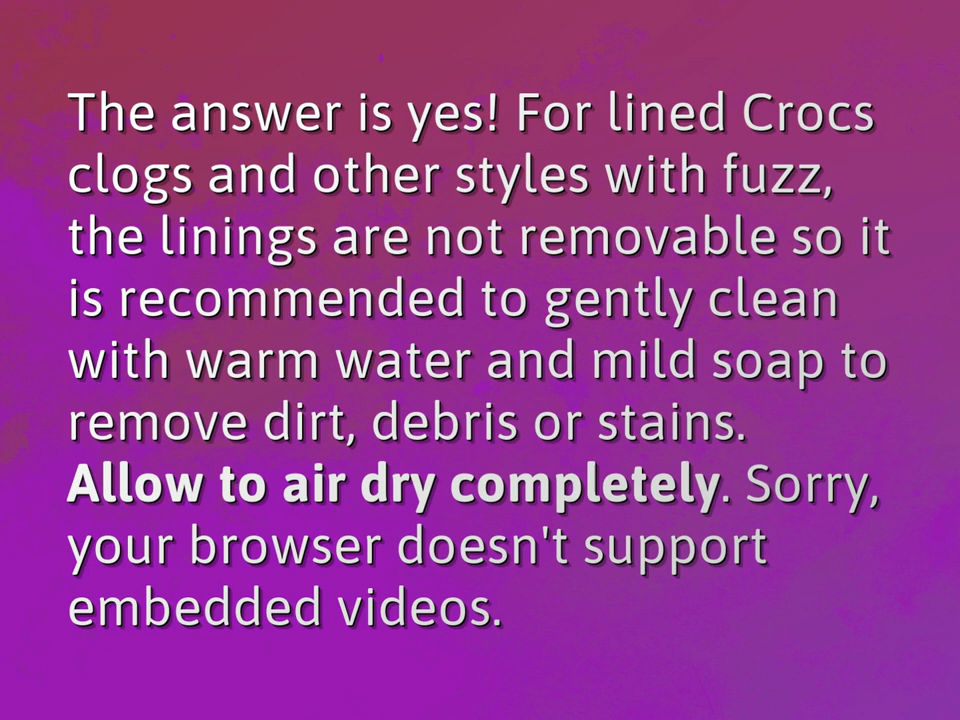 The answer is yes! For lined Crocs
clogs and other styles with fuzz,
the linings are not removable so it
is recommended to gently clean
with warm water and mild soap to
remove dirt, debris or stains.
Allow to air dry completely. Sorry,
your browser doesn't support
embedded videos.